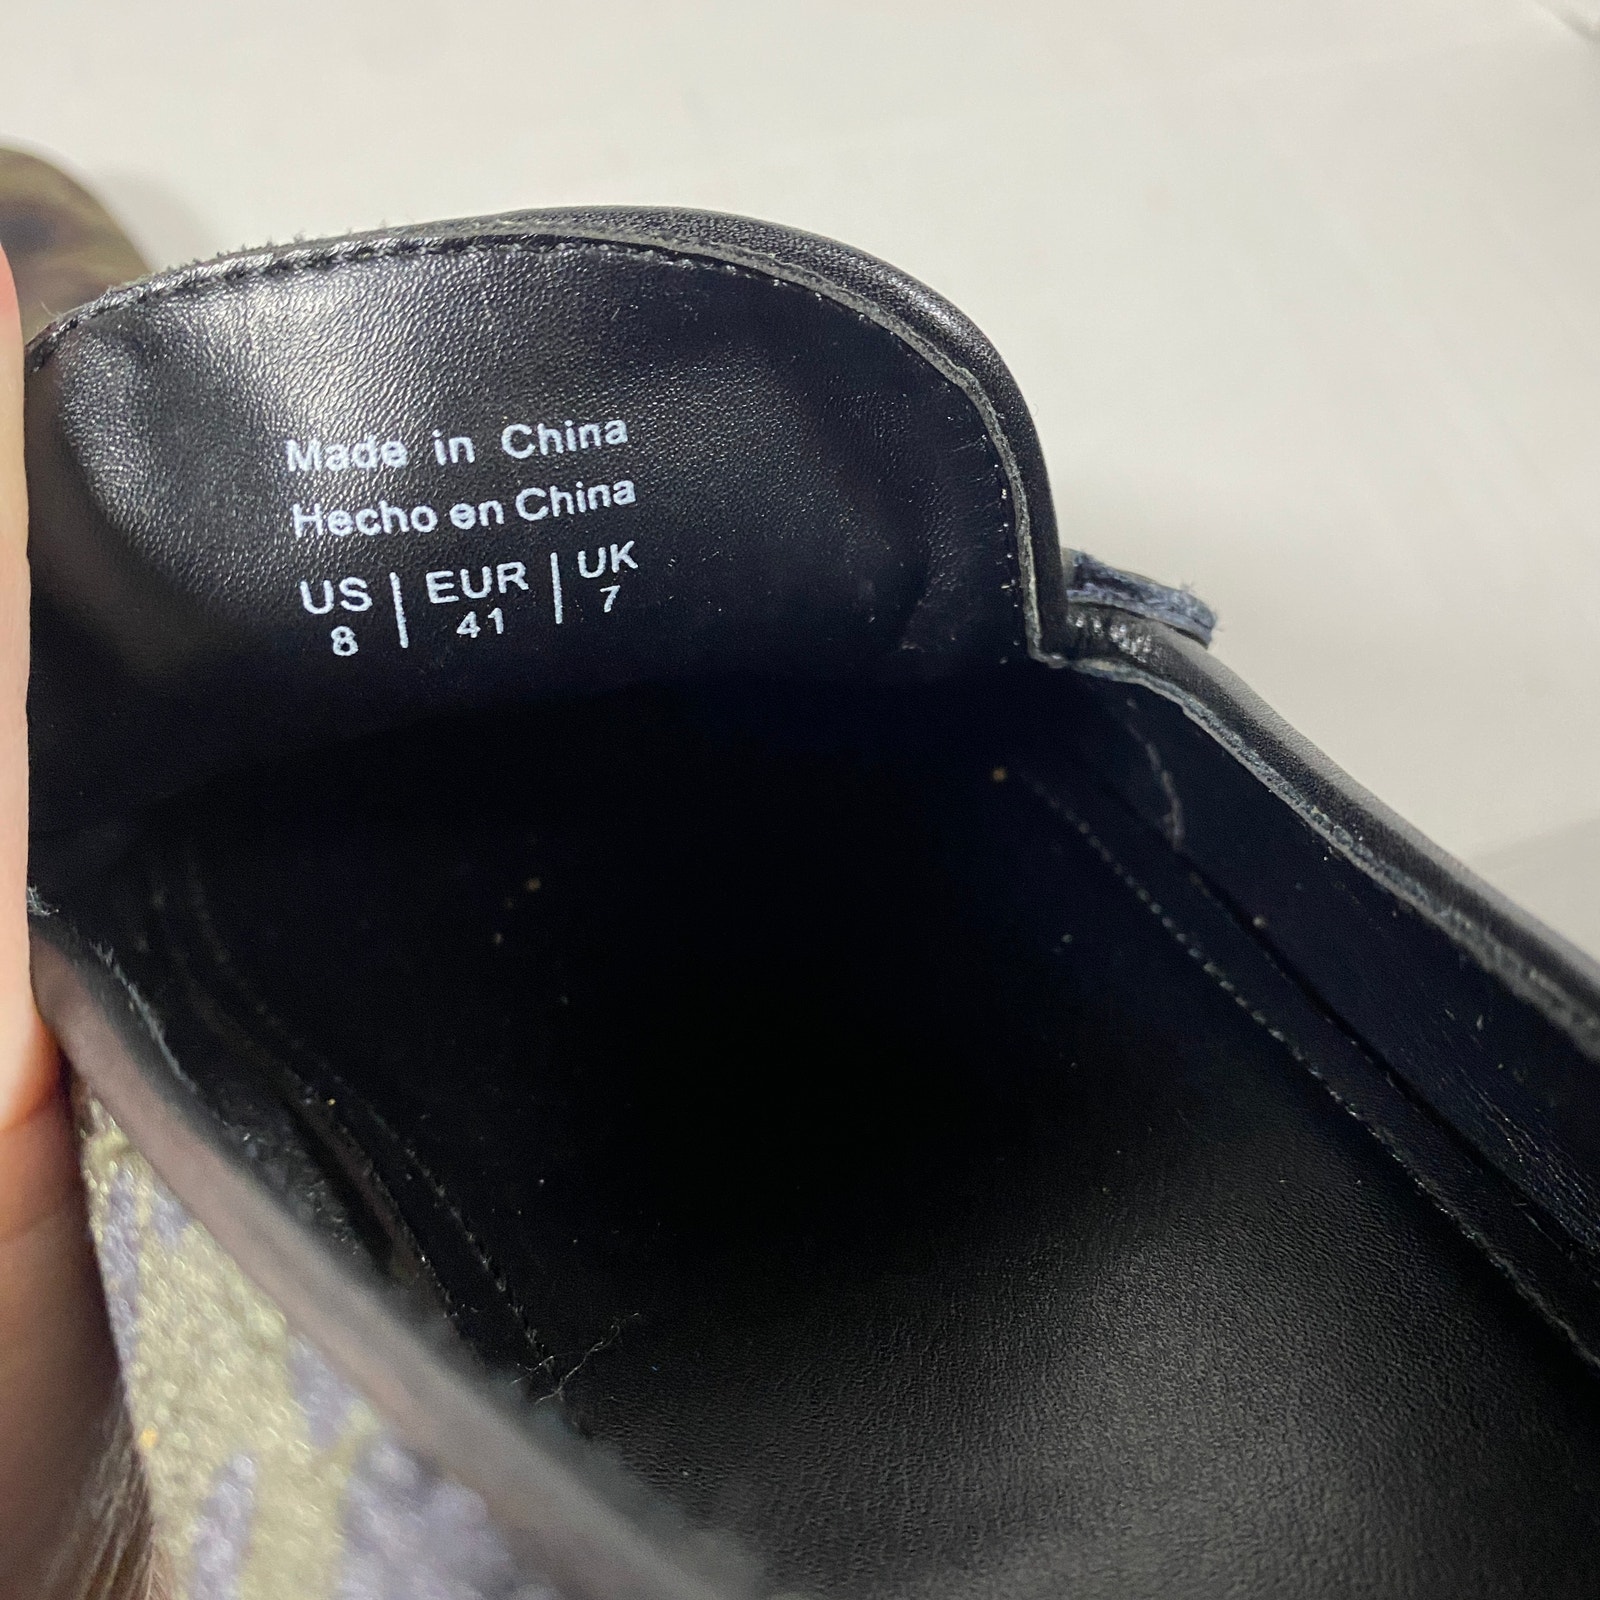 Made in China
Hecho en China
US | EUR | UK
8 | 41 | 7